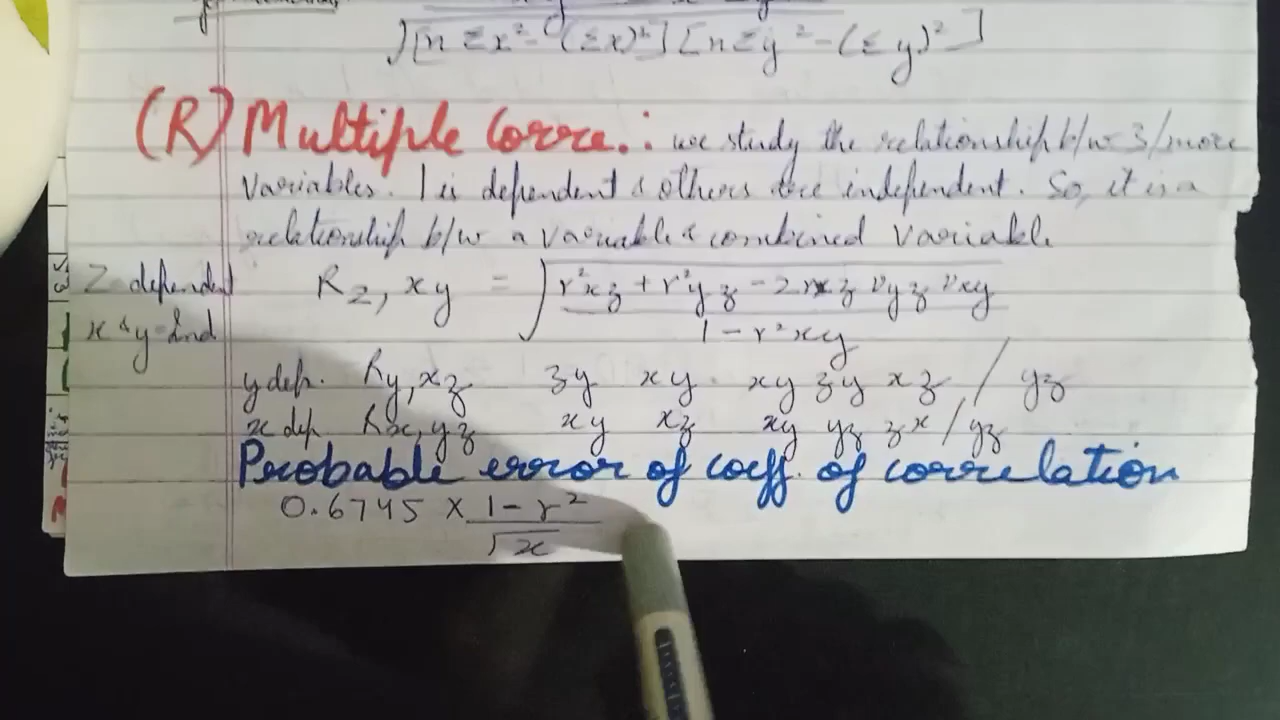 √[n Σx² - (Σx)²] [n Σy² - (Σy)²]
(R) Multiple Corre. : we study the relationship b/w 3/more
variables. 1 is dependent & others are independent. So, it is a
relationship b/w a variable & combined variable
Z dependent R z, xy = √ r²xz + r²yz - 2 rxz ryz rxy
x & y = Ind 1 - r²xy
y dep. Ry, xz zy xy xy zy xz / yz
x dep Rx, yz xy xz xy yz zx / yz
Probable error of coeff. of correlation
0.6745 × 1 - r²
√x